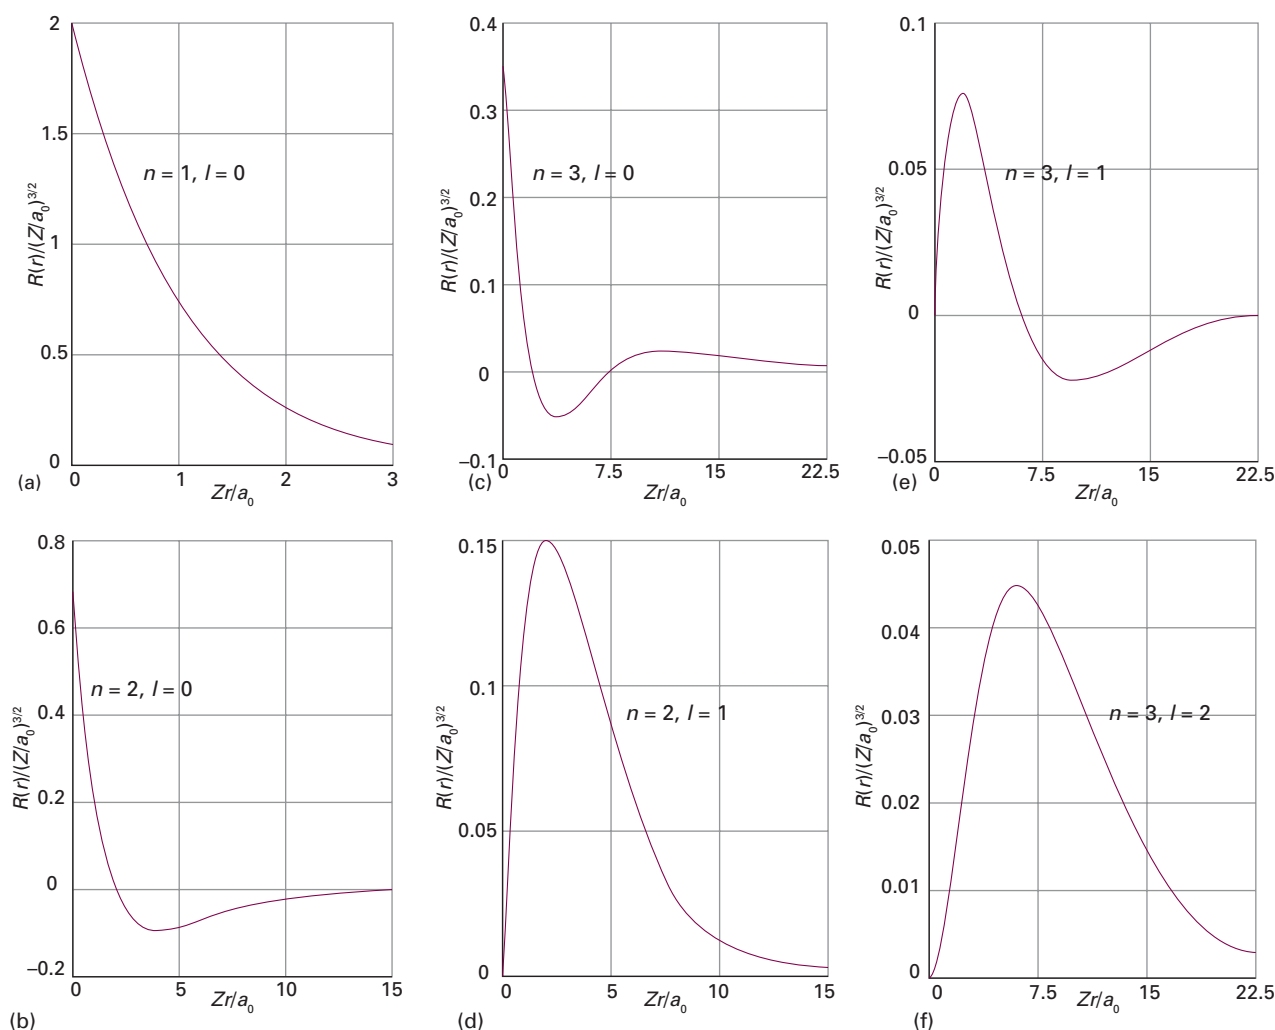 2
1.5
1
0.5
0
R(r)/(Z/a₀)³/²
n = 1, l = 0
0 1 2 3
Zr/a₀
(a)
0.4
0.3
0.2
0.1
0
–0.1
R(r)/(Z/a₀)³/²
n = 3, l = 0
0 7.5 15 22.5
Zr/a₀
(c)
0.1
0.05
0
–0.05
R(r)/(Z/a₀)³/²
n = 3, l = 1
0 7.5 15 22.5
Zr/a₀
(e)
0.8
0.6
0.4
0.2
0
–0.2
R(r)/(Z/a₀)³/²
n = 2, l = 0
0 5 10 15
Zr/a₀
(b)
0.15
0.1
0.05
0
R(r)/(Z/a₀)³/²
n = 2, l = 1
0 5 10 15
Zr/a₀
(d)
0.05
0.04
0.03
0.02
0.01
0
R(r)/(Z/a₀)³/²
n = 3, l = 2
0 7.5 15 22.5
Zr/a₀
(f)